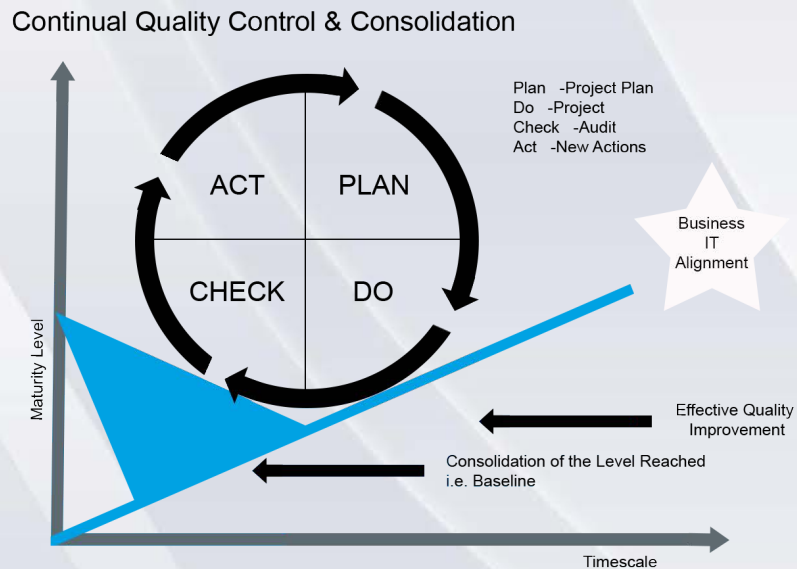 Continual Quality Control & Consolidation
Plan -Project Plan
Do -Project
Check -Audit
Act -New Actions
ACT
PLAN
CHECK
DO
Business
IT
Alignment
Maturity Level
Effective Quality
Improvement
Consolidation of the Level Reached
i.e. Baseline
Timescale